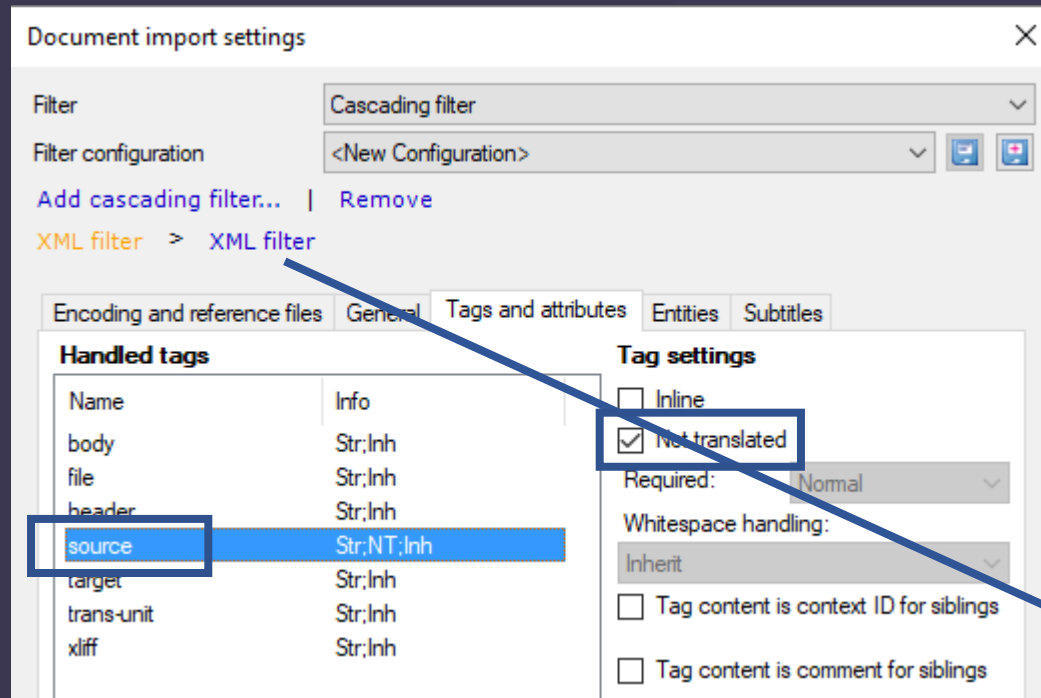 Document import settings
Filter Cascading filter
Filter configuration <New Configuration>
Add cascading filter... | Remove
XML filter > XML filter
Encoding and reference files General Tags and attributes Entities Subtitles
Handled tags Tag settings
Name Info Inline
Not translated
body Str;Inh
file Str;Inh Required: Normal
header Str;Inh
Whitespace handling:
source Str;NT;Inh
Inherit
target Str;Inh
trans-unit Str;Inh Tag content is context ID for siblings
xliff Str;Inh
Tag content is comment for siblings